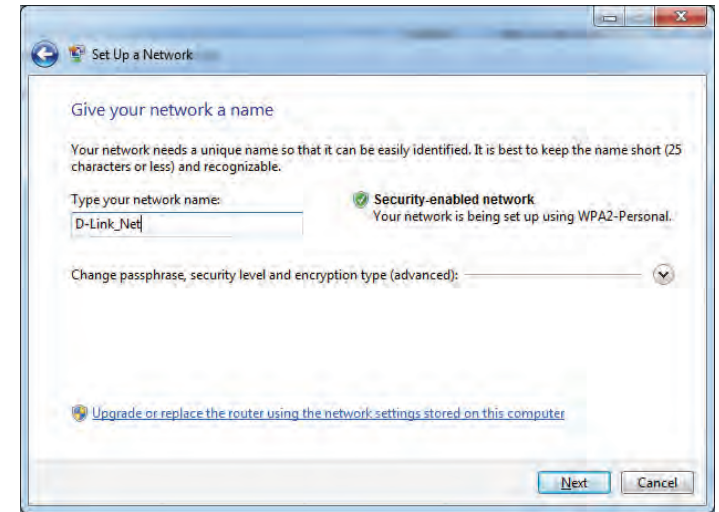 Set Up a Network
Give your network a name
Your network needs a unique name so that it can be easily identified. It is best to keep the name short (25
characters or less) and recognizable.
Type your network name:
D-Link_Net
Security-enabled network
Your network is being set up using WPA2-Personal.
Change passphrase, security level and encryption type (advanced):
Upgrade or replace the router using the network settings stored on this computer
Next
Cancel